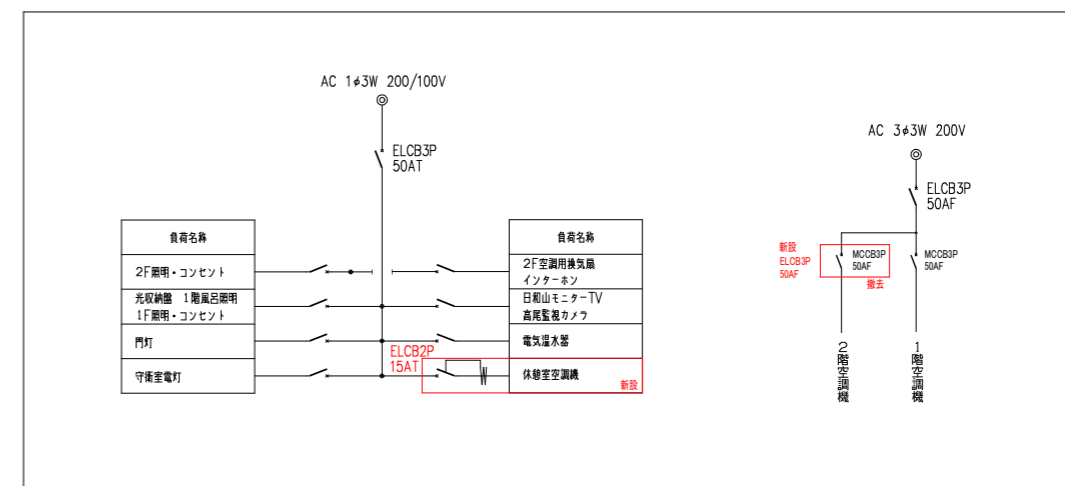 AC 1φ3W 200/100V
ELCB3P
50AT
負荷名称
2F照明・コンセント
光収納盤 1階風呂照明
1F照明・コンセント
門灯
守衛室電灯
負荷名称
2F空調用換気扇
インターホン
日和山モニターTV
高尾監視カメラ
電気温水器
休憩室空調機
新設
ELCB2P
15AT
AC 3φ3W 200V
ELCB3P
50AF
新設
ELCB3P
50AF
MCCB3P
50AF
撤去
MCCB3P
50AF
2階空調機
1階空調機